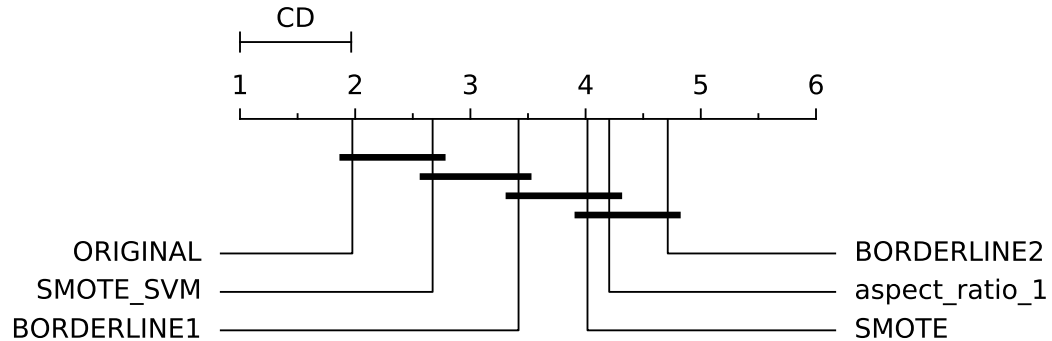 CD
1 2 3 4 5 6
ORIGINAL BORDERLINE2
SMOTE_SVM aspect_ratio_1
BORDERLINE1 SMOTE